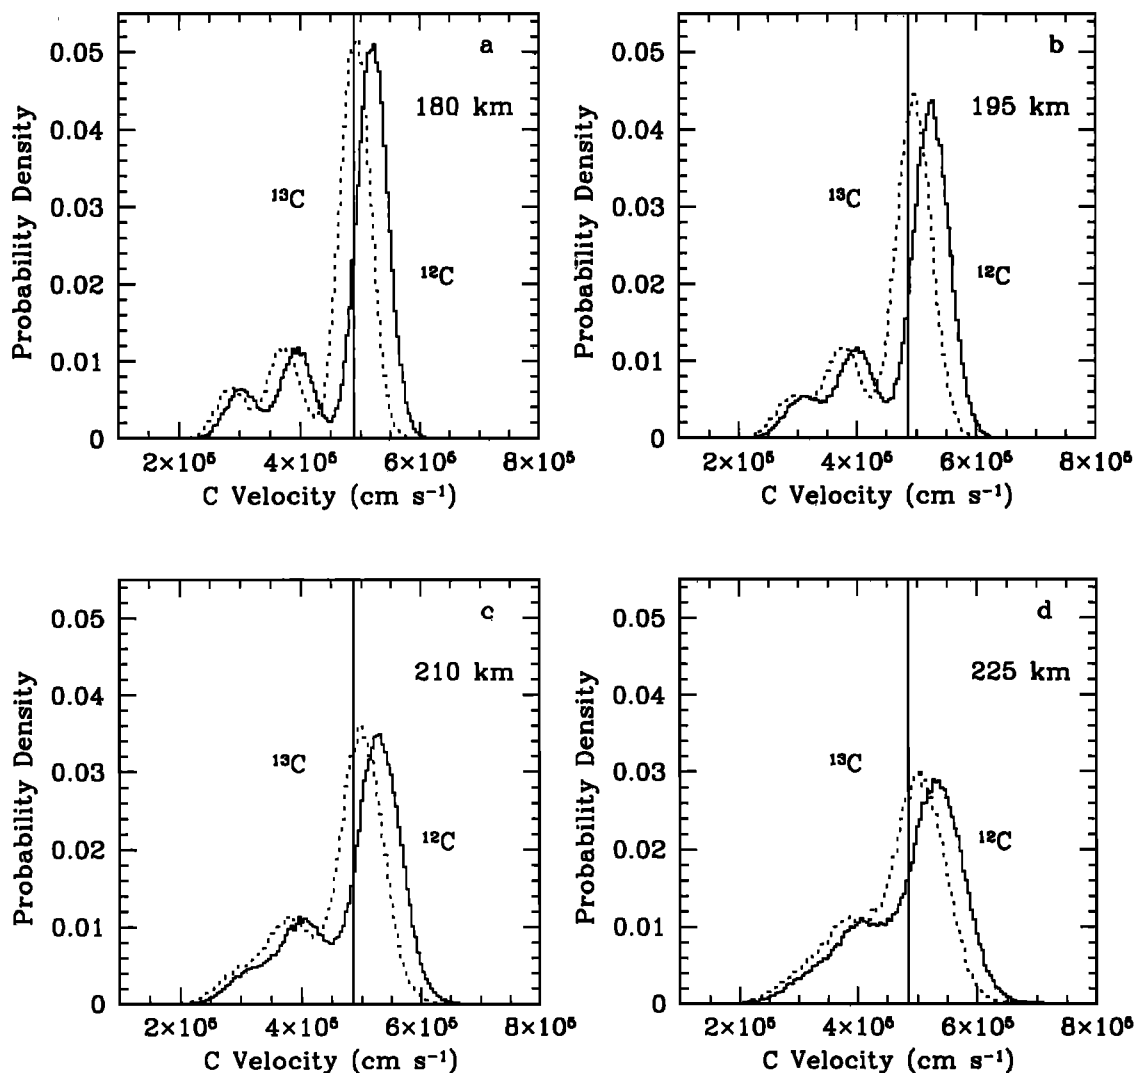 a
180 km
¹³C
¹²C
Probability Density
0.05
0.04
0.03
0.02
0.01
0
2×10⁵ 4×10⁵ 6×10⁵ 8×10⁵
C Velocity (cm s⁻¹)
b
195 km
¹³C
¹²C
Probability Density
0.05
0.04
0.03
0.02
0.01
0
2×10⁵ 4×10⁵ 6×10⁵ 8×10⁵
C Velocity (cm s⁻¹)
c
210 km
¹³C
¹²C
Probability Density
0.05
0.04
0.03
0.02
0.01
0
2×10⁵ 4×10⁵ 6×10⁵ 8×10⁵
C Velocity (cm s⁻¹)
d
225 km
¹³C
¹²C
Probability Density
0.05
0.04
0.03
0.02
0.01
0
2×10⁵ 4×10⁵ 6×10⁵ 8×10⁵
C Velocity (cm s⁻¹)